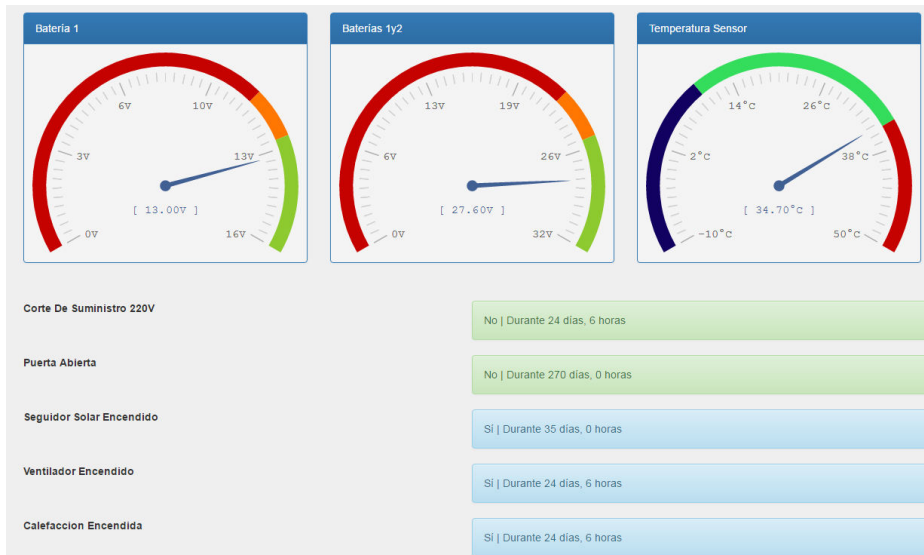 Batería 1
6v 10v
3v 13v
[ 13.00v ]
0v 16v
Baterías 1y2
13v 19v
6v 26v
[ 27.60v ]
0v 32v
Temperatura Sensor
14°c 26°c
2°c 38°c
[ 34.70°c ]
-10°c 50°c
Corte De Suministro 220V
No | Durante 24 días, 6 horas
Puerta Abierta
No | Durante 270 días, 0 horas
Seguidor Solar Encendido
Sí | Durante 35 días, 0 horas
Ventilador Encendido
Sí | Durante 24 días, 6 horas
Calefaccion Encendida
Sí | Durante 24 días, 6 horas